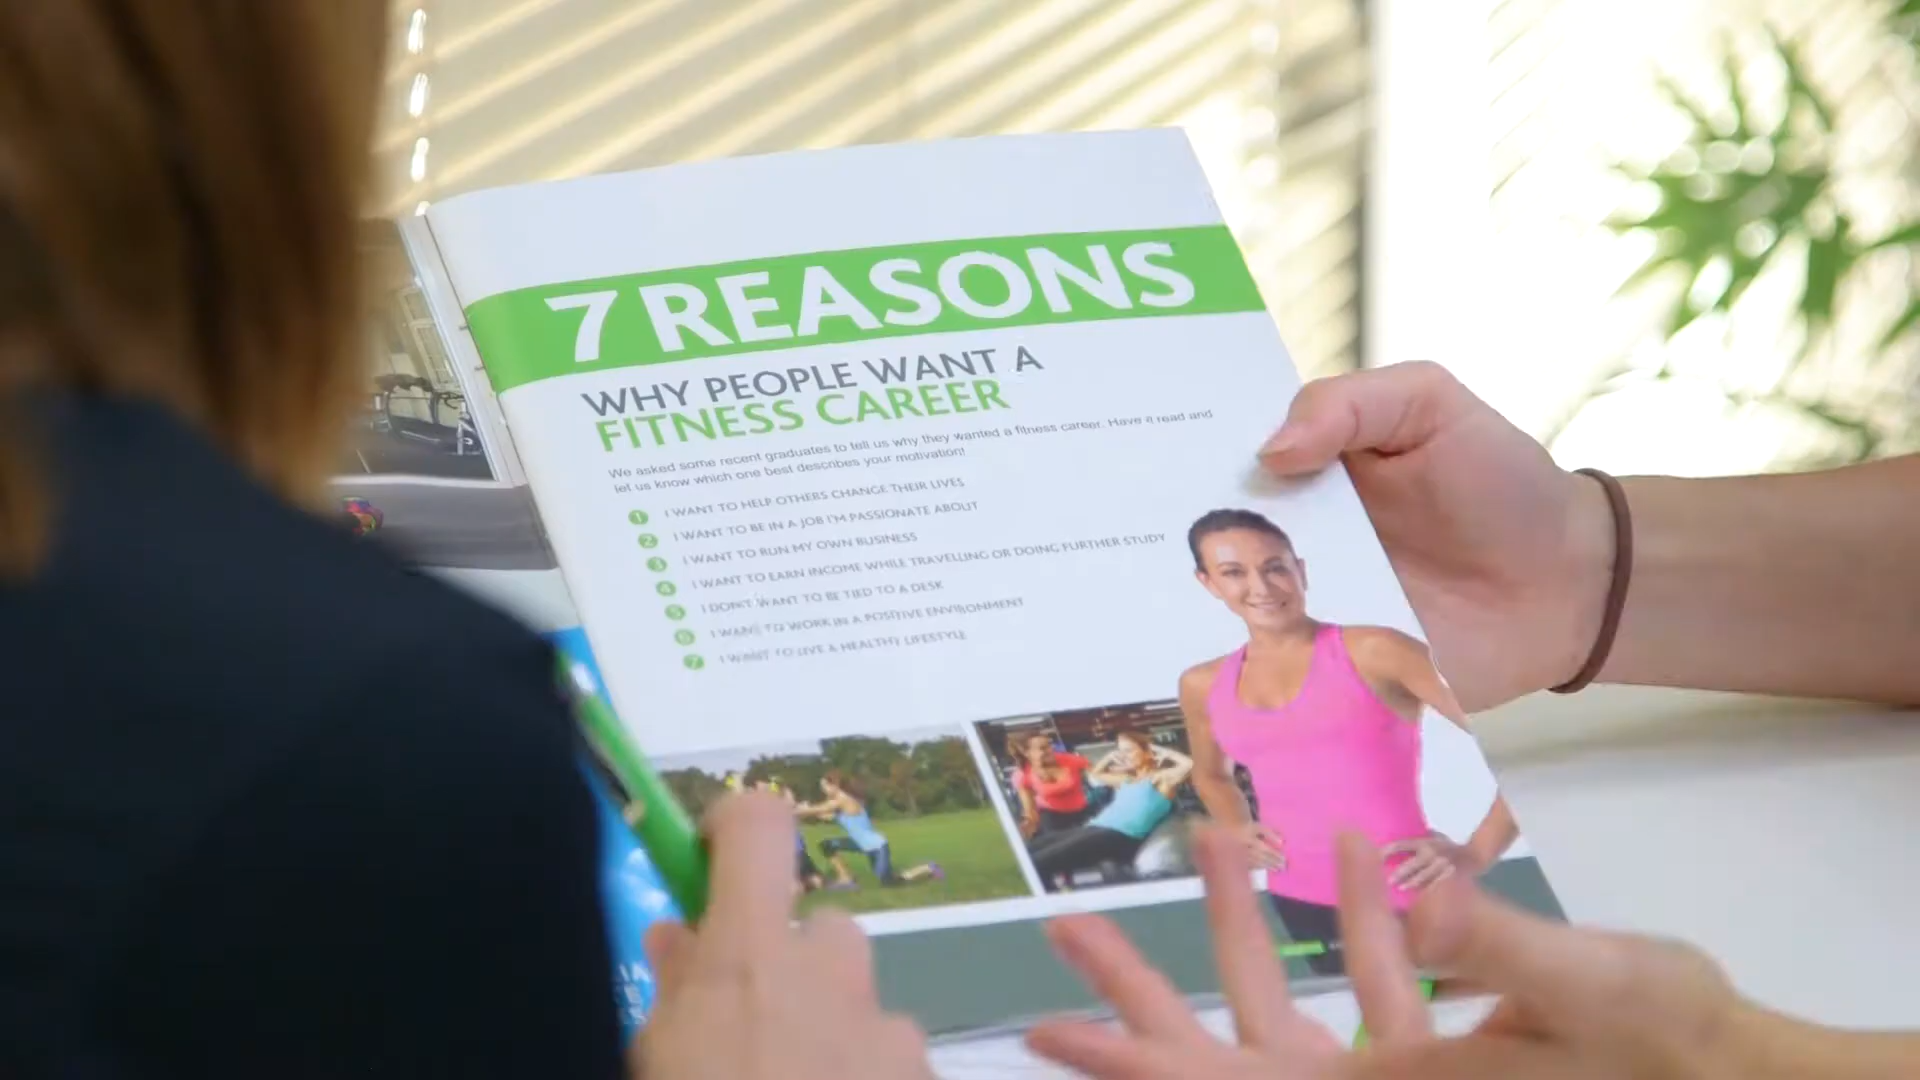 7 REASONS
WHY PEOPLE WANT A
FITNESS CAREER
We asked some recent graduates to tell us why they wanted a fitness career. Have a read and
let us know which one best describes your motivation!
1 I WANT TO HELP OTHERS CHANGE THEIR LIVES
2 I WANT TO BE IN A JOB I'M PASSIONATE ABOUT
3 I WANT TO RUN MY OWN BUSINESS
4 I WANT TO EARN INCOME WHILE TRAVELLING OR DOING FURTHER STUDY
5 I DON'T WANT TO BE TIED TO A DESK
6 I WANT TO WORK IN A POSITIVE ENVIRONMENT
7 I WANT TO LIVE A HEALTHY LIFESTYLE